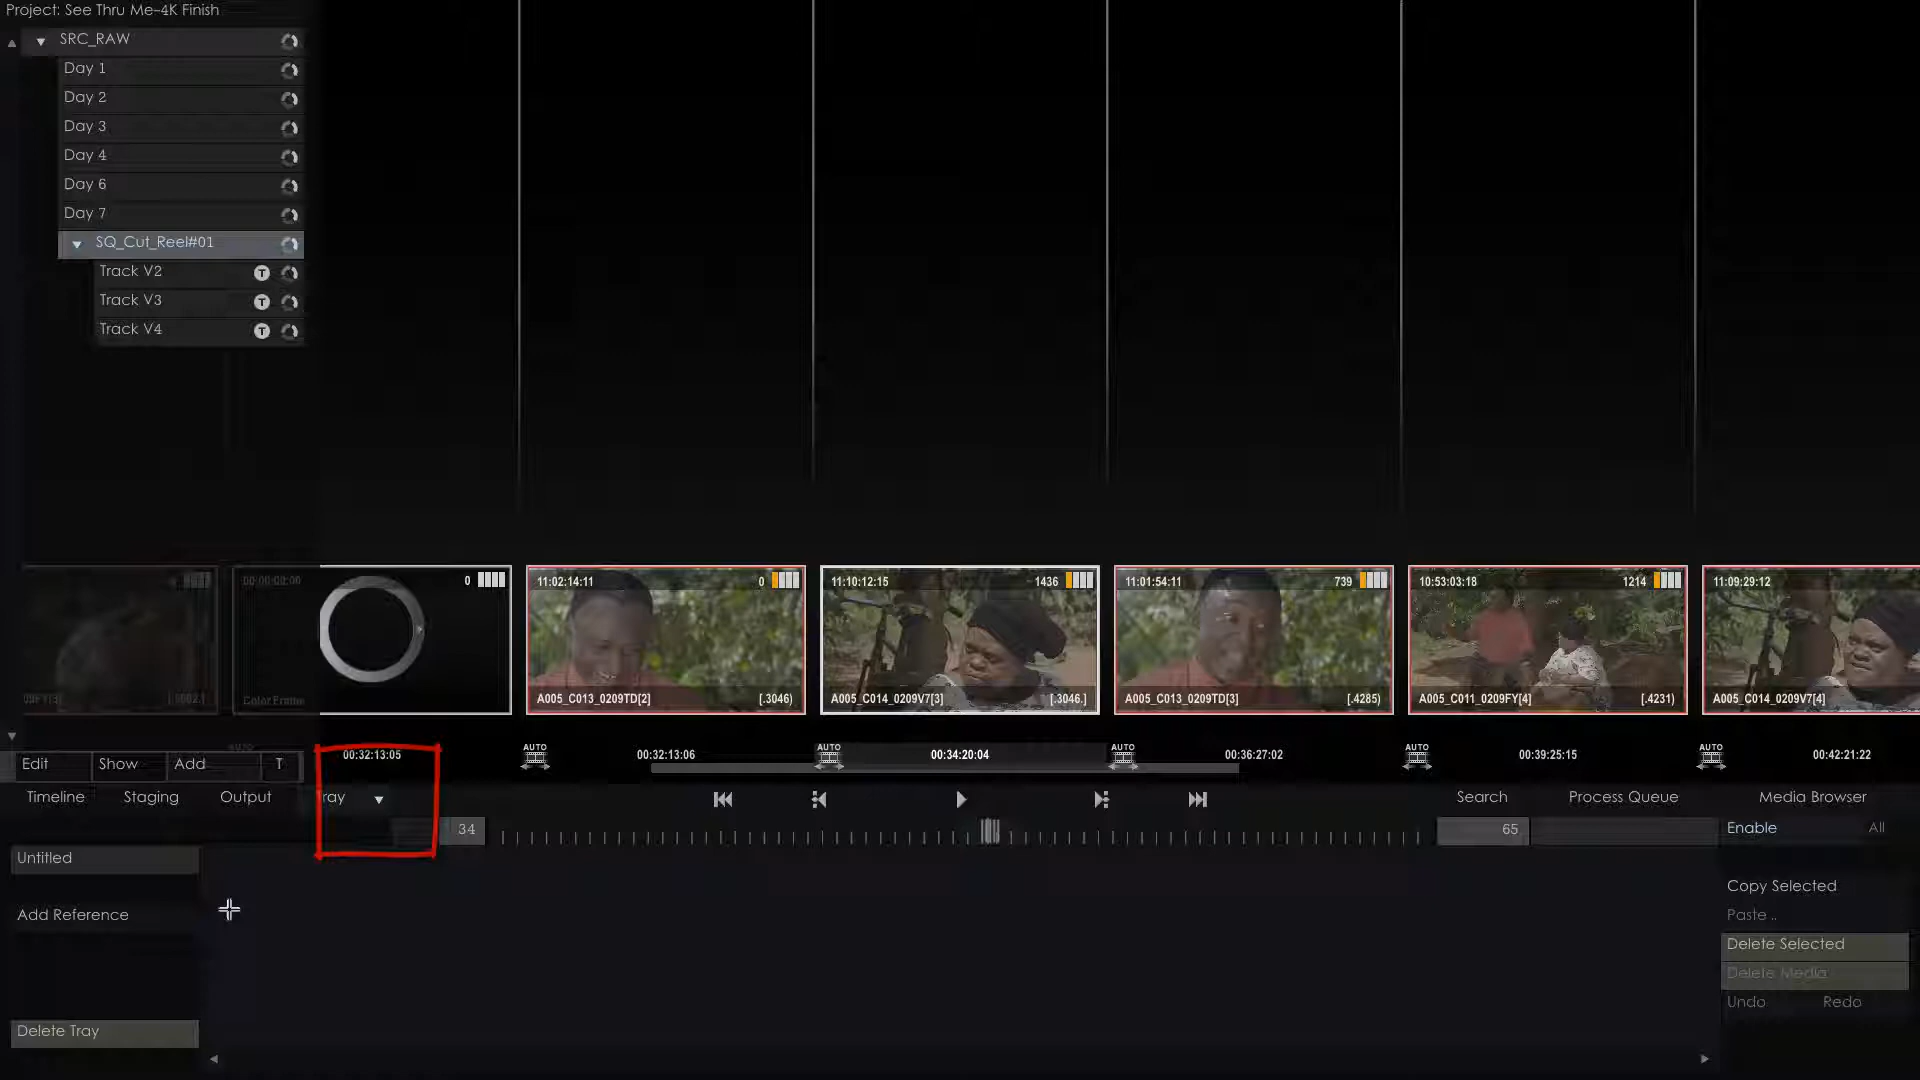 Project: See Thru Me-4K Finish
SRC_RAW
Day 1
Day 2
Day 3
Day 4
Day 6
Day 7
SQ_Cut_Reel#01
Track V2 T
Track V3 T
Track V4 T
00:00:00:00 0
Color Frame
11:02:14:11 0
A005_C013_0209TD[2] [.3046)
11:10:12:15 1436
A005_C014_0209V7[3] [.3046.]
11:01:54:11 739
A005_C013_0209TD[3] [.4285)
10:53:03:18 1214
A005_C011_0209FY[4] [.4231)
11:09:29:12
A005_C014_0209V7[4]
00:32:13:05 AUTO 00:32:13:06 AUTO 00:34:20:04 AUTO 00:36:27:02 AUTO 00:39:25:15 AUTO 00:42:21:22
Edit Show Add T
Timeline Staging Output ray Search Process Queue Media Browser
34 65 Enable All
Untitled
Copy Selected
Add Reference Paste ..
Delete Selected
Delete Media
Undo Redo
Delete Tray